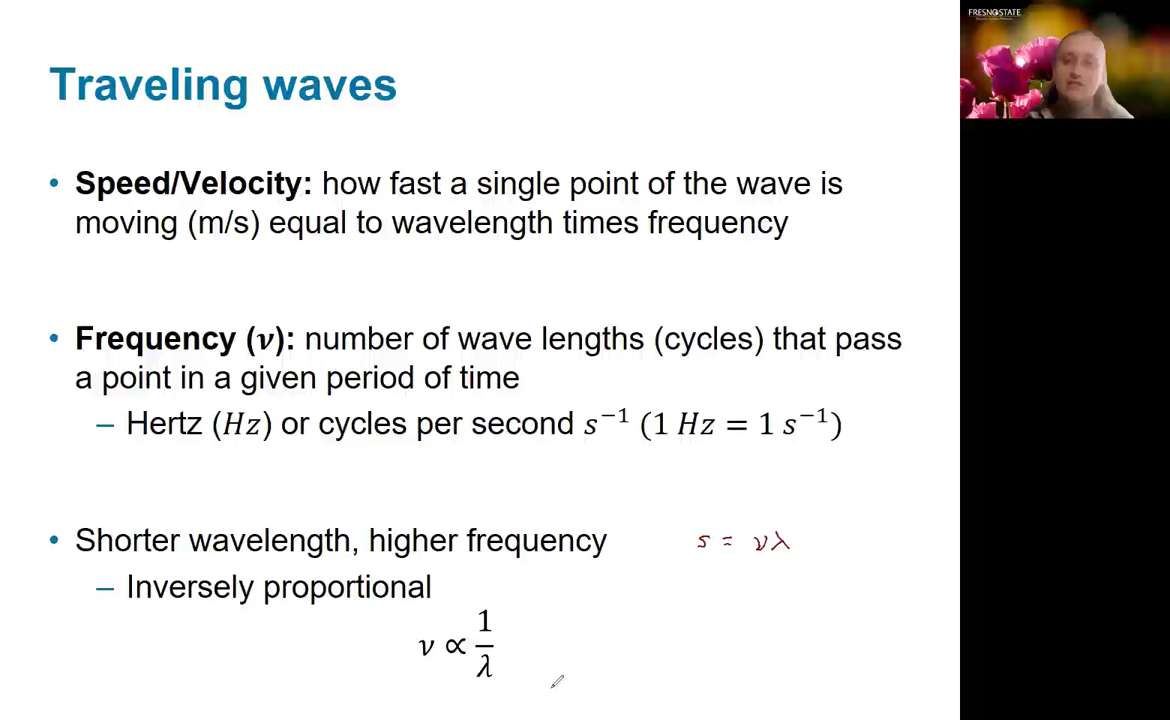 FRESNOSTATE
Traveling waves
• Speed/Velocity: how fast a single point of the wave is
moving (m/s) equal to wavelength times frequency
• Frequency (ν): number of wave lengths (cycles) that pass
a point in a given period of time
– Hertz (Hz) or cycles per second s⁻¹ (1 Hz = 1 s⁻¹)
• Shorter wavelength, higher frequency
s = νλ
– Inversely proportional
ν ∝ 1/λ